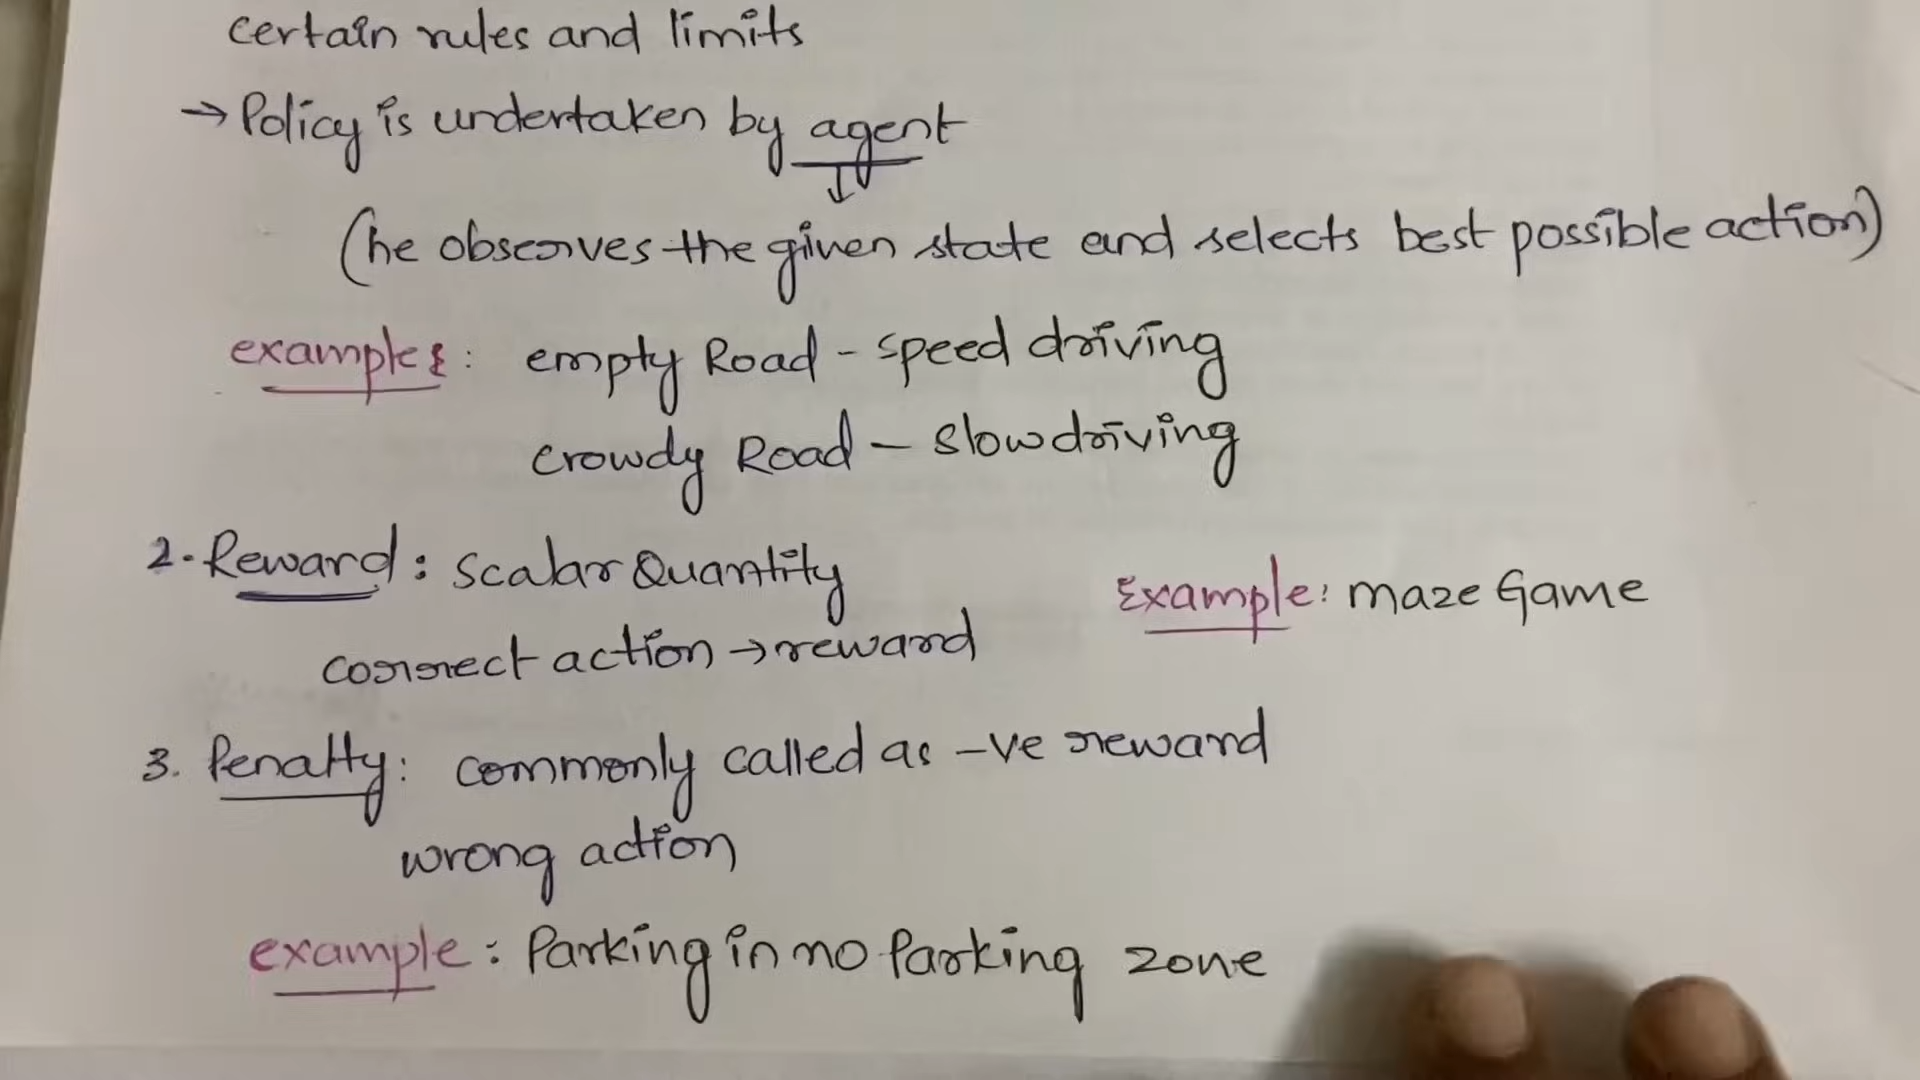 certain rules and limits
→ Policy is undertaken by agent
↓
(he observes the given state and selects best possible action)
examples: empty Road - speed driving
crowdy Road - slow driving
2. Reward: Scalar Quantity
Example: maze Game
correct action → reward
3. Penalty: commonly called as -ve reward
wrong action
example: Parking in no Parking zone